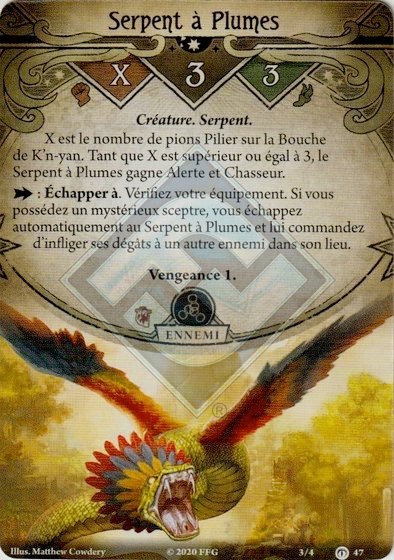 Serpent à Plumes
X 3 3
Créature. Serpent.
X est le nombre de pions Pilier sur la Bouche
de K'n-yan. Tant que X est supérieur ou égal à 3, le
Serpent à Plumes gagne Alerte et Chasseur.
: Échapper à. Vérifiez votre équipement. Si vous
possédez un mystérieux sceptre, vous échappez
automatiquement au Serpent à Plumes et lui commandez
d'infliger ses dégâts à un autre ennemi dans son lieu.
Vengeance 1.
ENNEMI
®
Illus. Matthew Cowdery © 2020 FFG 3/4 47